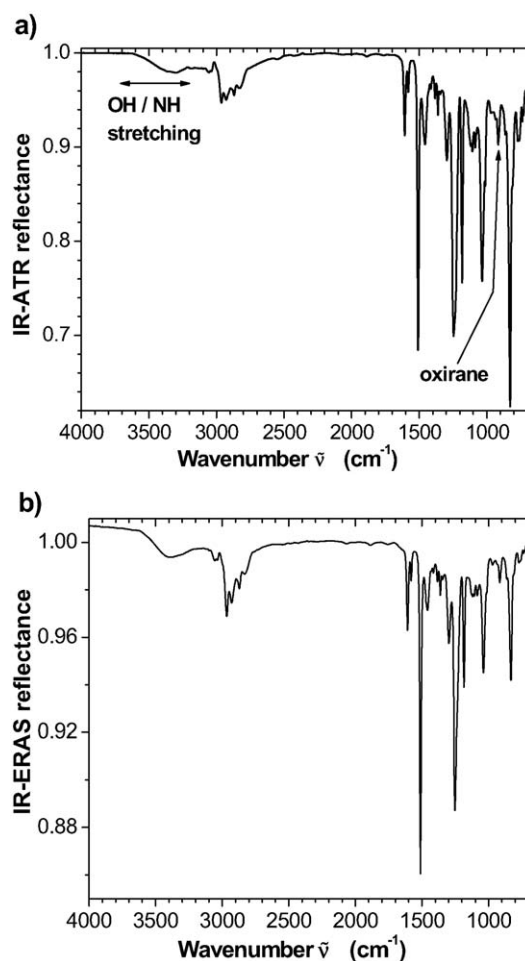 a)
1.0
0.9
0.8
0.7
IR-ATR reflectance
OH / NH
stretching
oxirane
4000 3000 2500 2000 1500 1000
Wavenumber ν̃ (cm⁻¹)
b)
1.00
0.96
0.92
0.88
IR-ERAS reflectance
4000 3500 3000 2500 2000 1500 1000
Wavenumber ν̃ (cm⁻¹)